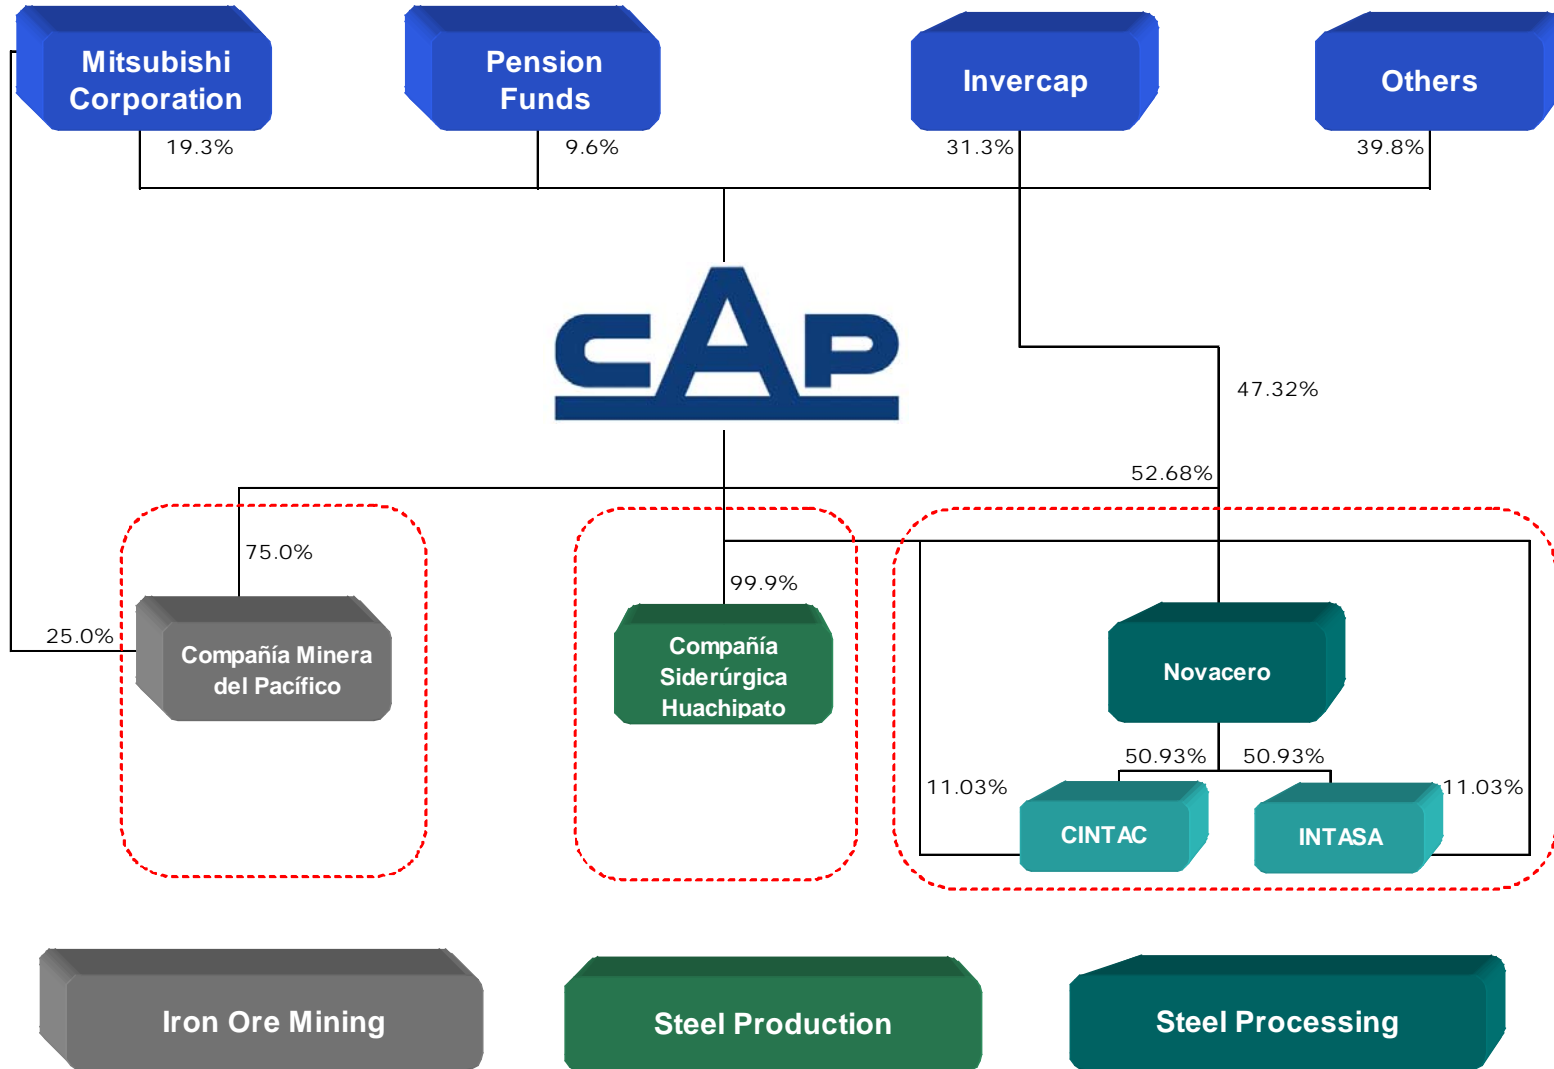 Mitsubishi
Corporation
Pension
Funds
Invercap
Others
19.3%
9.6%
31.3%
39.8%
CAP
47.32%
52.68%
75.0%
99.9%
25.0%
Compañía Minera
del Pacífico
Compañía
Siderúrgica
Huachipato
Novacero
50.93%
50.93%
11.03%
11.03%
CINTAC
INTASA
Iron Ore Mining
Steel Production
Steel Processing